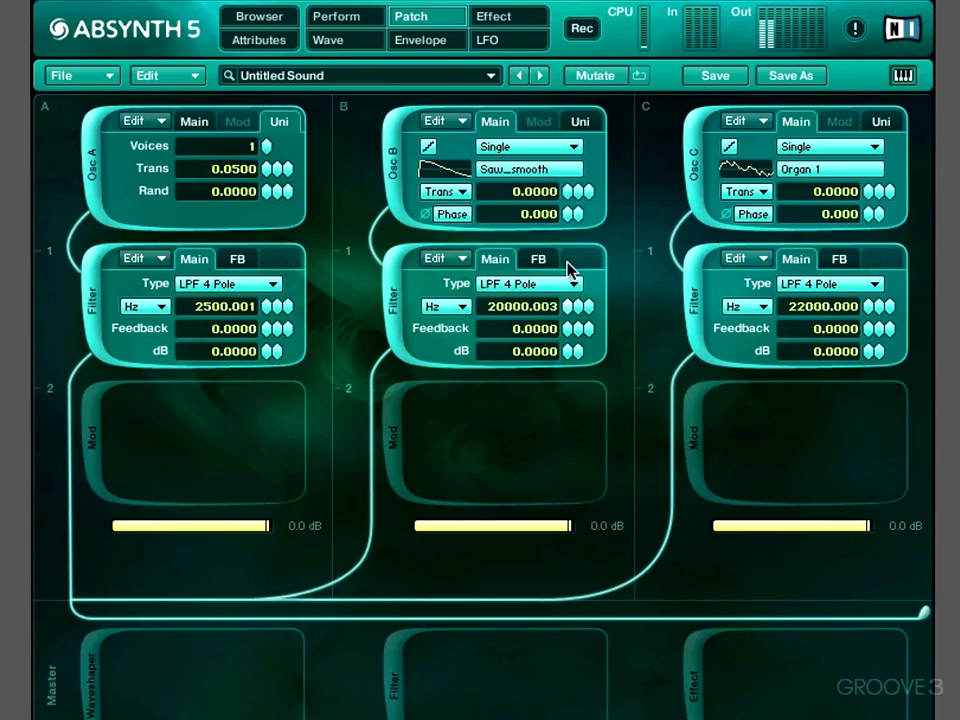 ABSYNTH 5
Browser
Attributes
Perform
Patch
Effect
Wave
Envelope
LFO
Rec
CPU
In
Out
!
NI
File
Edit
Untitled Sound
Mutate
Save
Save As
A
B
C
Osc A
Edit
Main
Mod
Uni
Voices
1
Trans
0.0500
Rand
0.0000
Osc B
Edit
Main
Mod
Uni
Single
Saw_smooth
Trans
0.0000
Ø
Phase
0.000
Osc C
Edit
Main
Mod
Uni
Single
Organ 1
Trans
0.0000
Ø
Phase
0.000
1
1
1
Filter
Edit
Main
FB
Type
LPF 4 Pole
Hz
2500.001
Feedback
0.0000
dB
0.0000
Filter
Edit
Main
FB
Type
LPF 4 Pole
Hz
20000.003
Feedback
0.0000
dB
0.0000
Filter
Edit
Main
FB
Type
LPF 4 Pole
Hz
22000.000
Feedback
0.0000
dB
0.0000
2
2
2
Mod
Mod
Mod
0.0 dB
0.0 dB
0.0 dB
Master
Waveshaper
Filter
Effect
GROOVE3